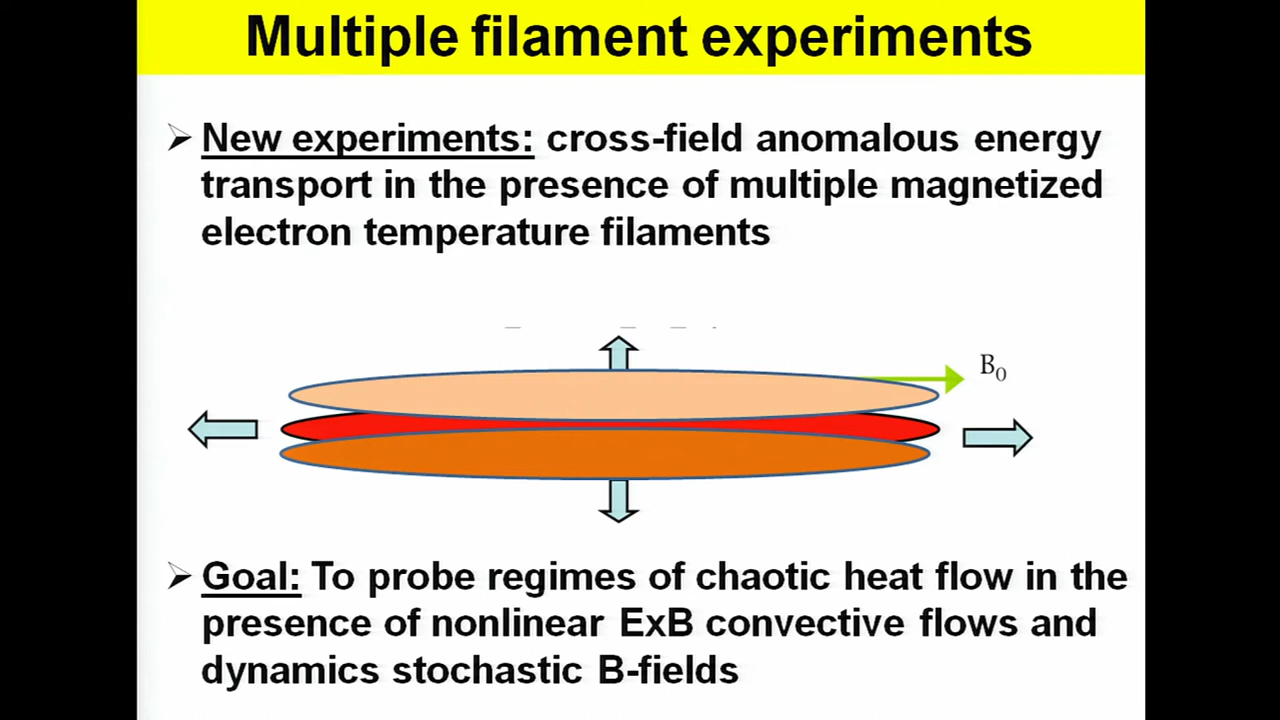 Multiple filament experiments
➢ New experiments: cross-field anomalous energy
transport in the presence of multiple magnetized
electron temperature filaments
B₀
➢ Goal: To probe regimes of chaotic heat flow in the
presence of nonlinear ExB convective flows and
dynamics stochastic B-fields